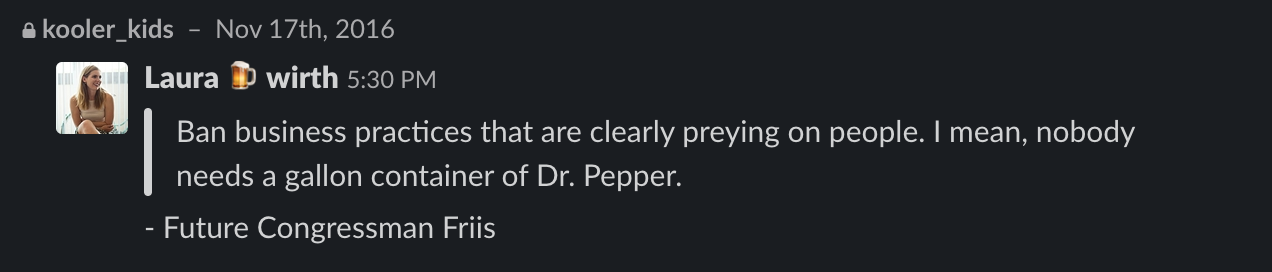 kooler_kids – Nov 17th, 2016
Laura 🍺 wirth 5:30 PM
Ban business practices that are clearly preying on people. I mean, nobody
needs a gallon container of Dr. Pepper.
- Future Congressman Friis